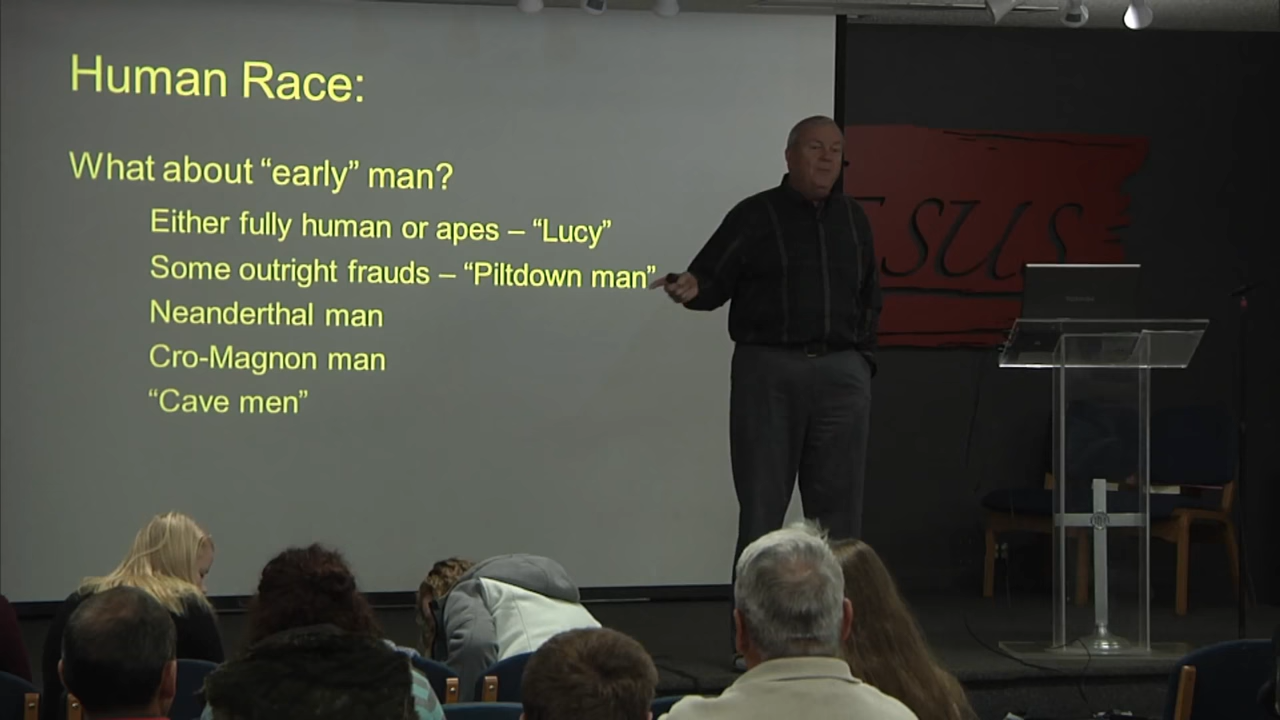 Human Race:
What about “early” man?
Either fully human or apes – “Lucy”
Some outright frauds – “Piltdown man”
Neanderthal man
Cro-Magnon man
“Cave men”
ESUS